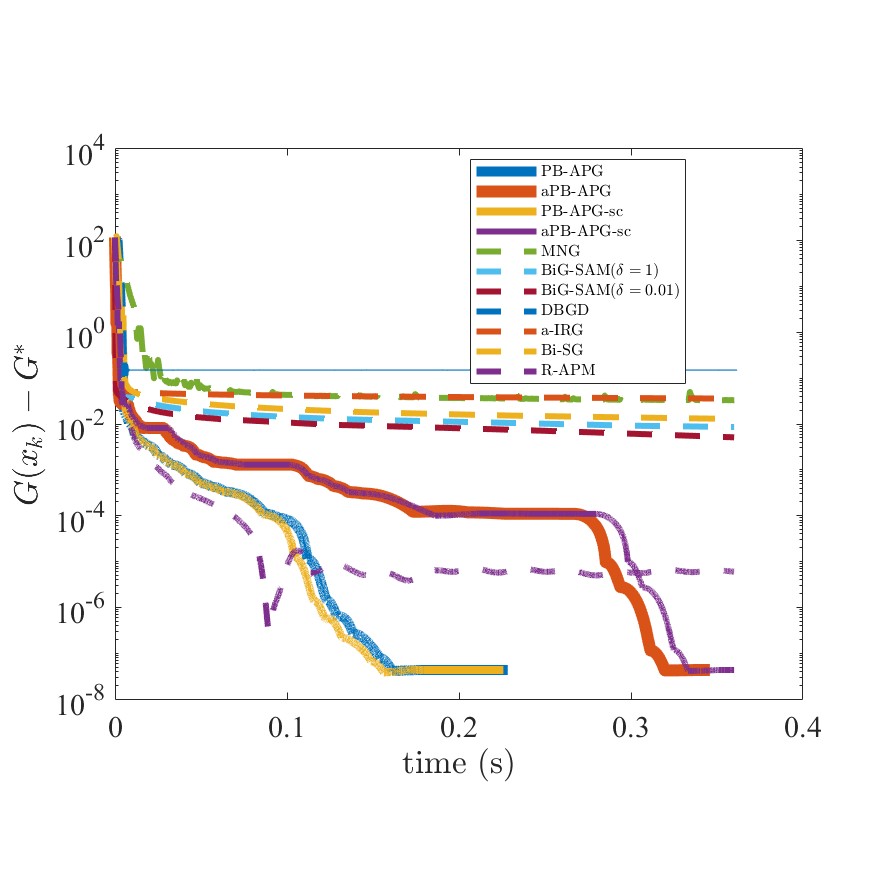 10^4
10^2
10^0
10^-2
10^-4
10^-6
10^-8
G(x_k) − G*
PB-APG
aPB-APG
PB-APG-sc
aPB-APG-sc
MNG
BiG-SAM(δ = 1)
BiG-SAM(δ = 0.01)
DBGD
a-IRG
Bi-SG
R-APM
0 0.1 0.2 0.3 0.4
time (s)